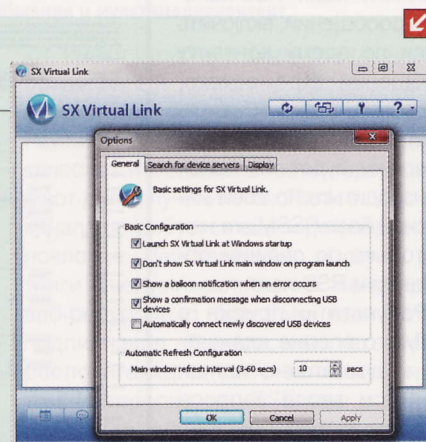 SX Virtual Link
SX Virtual Link
?
Options
General Search for device servers Display
Basic settings for SX Virtual Link.
Basic Configuration
Launch SX Virtual Link at Windows startup
Don't show SX Virtual Link main window on program launch
Show a balloon notification when an error occurs
Show a confirmation message when disconnecting USB
devices
Automatically connect newly discovered USB devices
Automatic Refresh Configuration
Main window refresh interval (3-60 secs) 10 secs
OK Cancel Apply